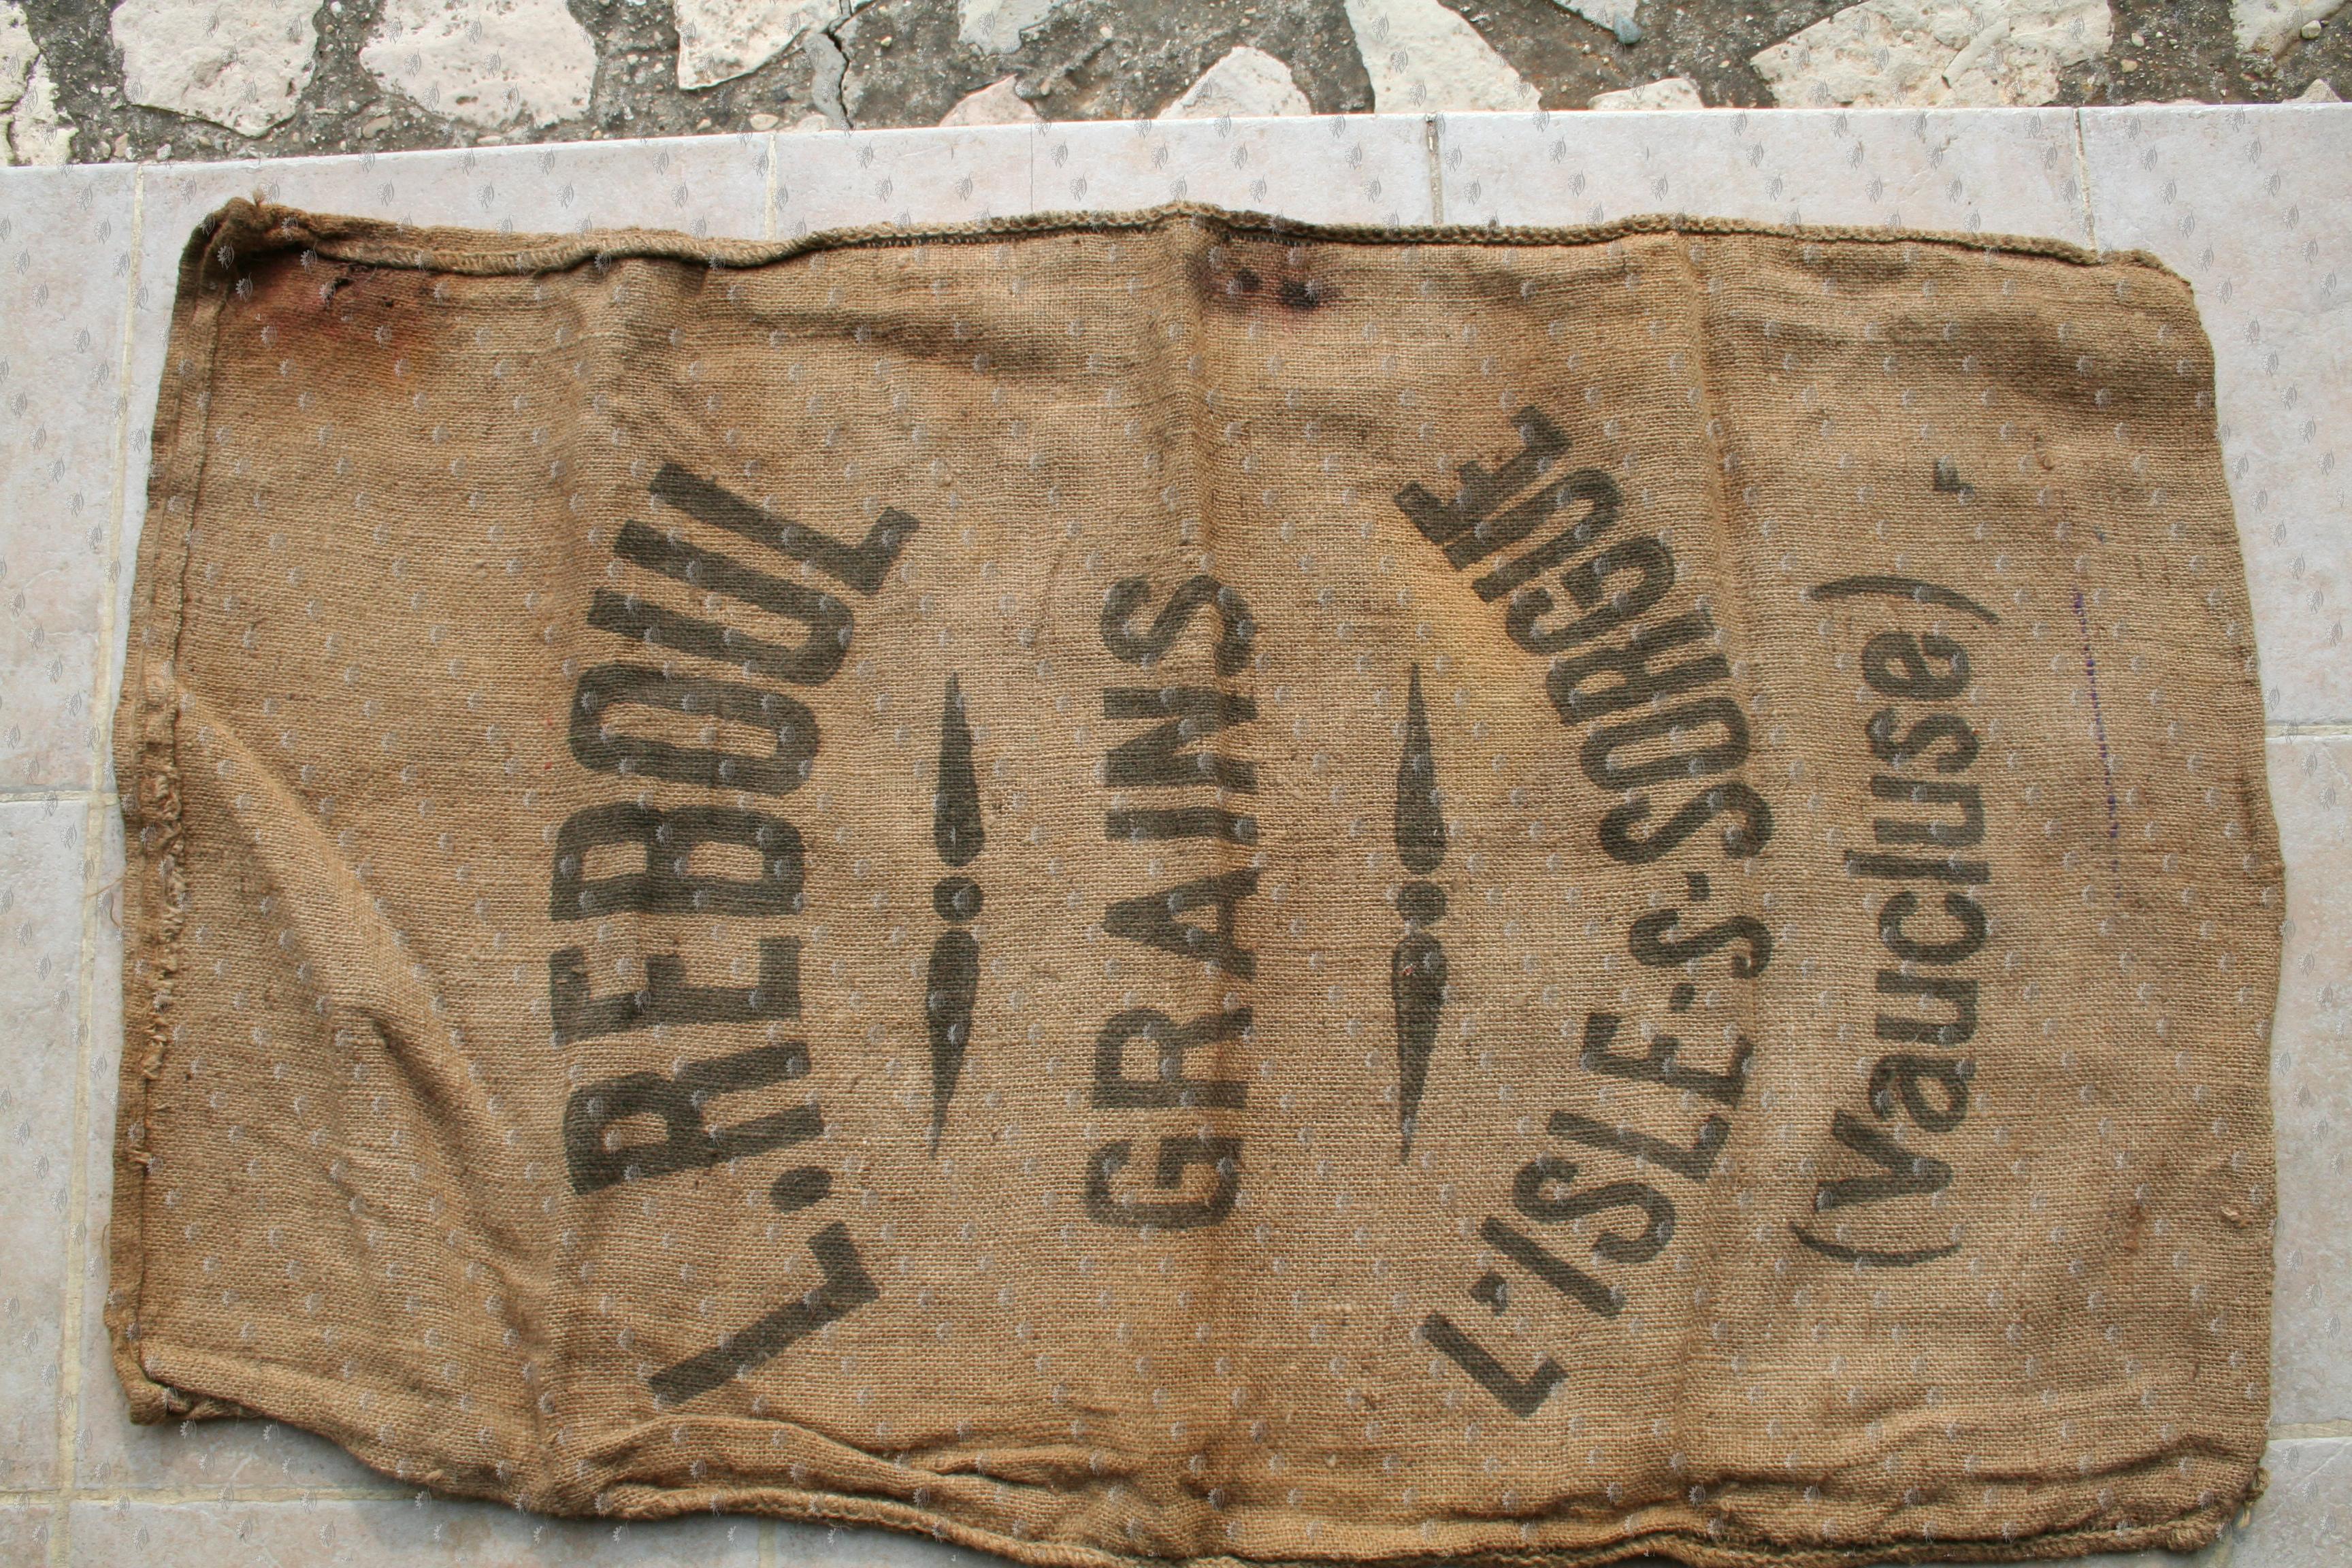 L. REBOUL
GRAINS
L'ISLE-S-SORGUE
(Vaucluse)